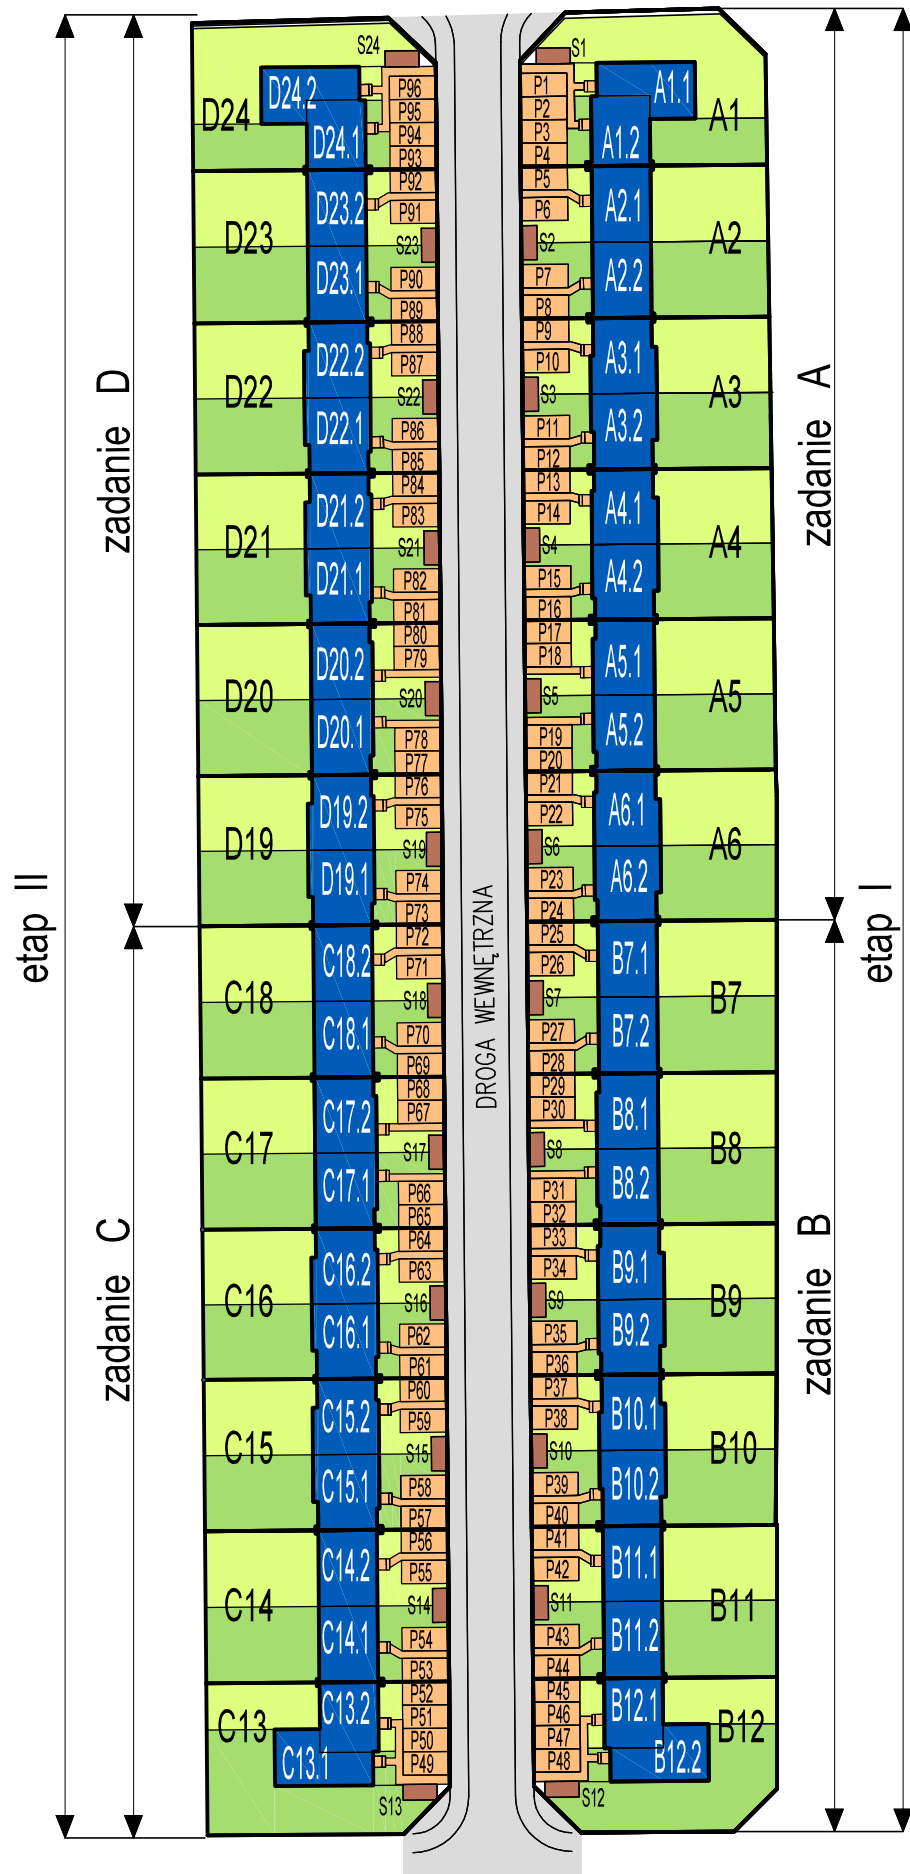 S24
S1
D24.2
P96
P1
A1.1
D24
P95
P2
A1
D24.1
P94
P3
A1.2
P93
P4
P92
P5
D23.2
P91
P6
A2.1
D23
S23
S2
A2
D23.1
P90
P7
A2.2
P89
P8
P88
P9
D22.2
P87
P10
A3.1
D22
S22
S3
A3
D22.1
P86
P11
A3.2
P85
P12
zadanie D
zadanie A
P84
P13
D21.2
P83
P14
A4.1
D21
S21
S4
A4
D21.1
P82
P15
A4.2
P81
P16
P80
P17
D20.2
P79
P18
A5.1
D20
S20
S5
A5
D20.1
P78
P19
A5.2
P77
P20
P76
P21
D19.2
P75
P22
A6.1
D19
S19
S6
A6
D19.1
P74
P23
A6.2
P73
P24
etap II
DROGA WEWNĘTRZNA
etap I
P72
P25
C18.2
P71
P26
B7.1
C18
S18
S7
B7
C18.1
P70
P27
B7.2
P69
P28
P68
P29
C17.2
P67
P30
B8.1
C17
S17
S8
B8
C17.1
P66
P31
B8.2
P65
P32
zadanie C
zadanie B
P64
P33
C16.2
P63
P34
B9.1
C16
S16
S9
B9
C16.1
P62
P35
B9.2
P61
P36
P60
P37
C15.2
P59
P38
B10.1
C15
S15
S10
B10
C15.1
P58
P39
B10.2
P57
P40
P56
P41
C14.2
P55
P42
B11.1
C14
S14
S11
B11
C14.1
P54
P43
B11.2
P53
P44
P52
P45
C13.2
P51
P46
B12.1
C13
P50
P47
B12
C13.1
P49
P48
B12.2
S13
S12